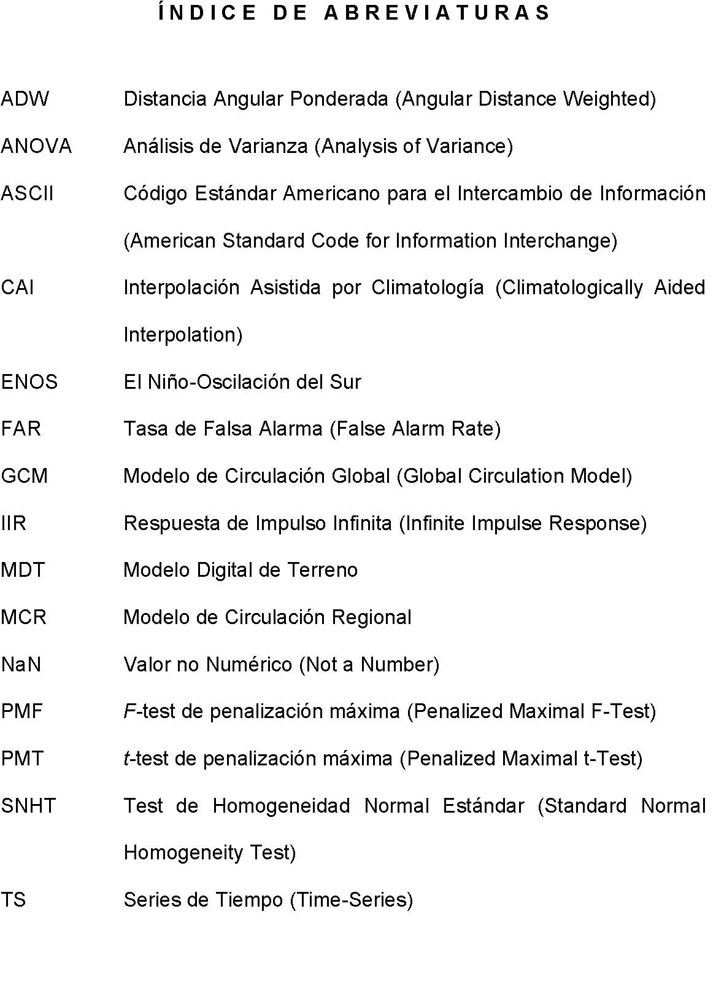 ÍNDICE DE ABREVIATURAS
ADW Distancia Angular Ponderada (Angular Distance Weighted)
ANOVA Análisis de Varianza (Analysis of Variance)
ASCII Código Estándar Americano para el Intercambio de Información
(American Standard Code for Information Interchange)
CAI Interpolación Asistida por Climatología (Climatologically Aided
Interpolation)
ENOS El Niño-Oscilación del Sur
FAR Tasa de Falsa Alarma (False Alarm Rate)
GCM Modelo de Circulación Global (Global Circulation Model)
IIR Respuesta de Impulso Infinita (Infinite Impulse Response)
MDT Modelo Digital de Terreno
MCR Modelo de Circulación Regional
NaN Valor no Numérico (Not a Number)
PMF F-test de penalización máxima (Penalized Maximal F-Test)
PMT t-test de penalización máxima (Penalized Maximal t-Test)
SNHT Test de Homogeneidad Normal Estándar (Standard Normal
Homogeneity Test)
TS Series de Tiempo (Time-Series)